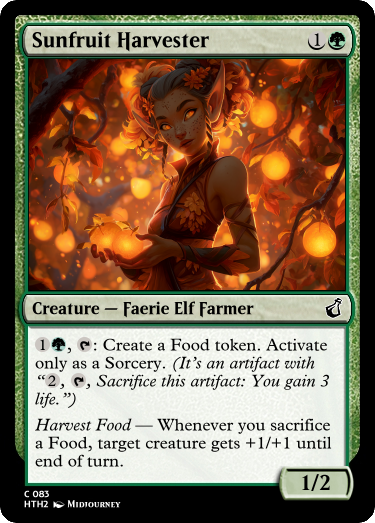 Sunfruit Harvester 1
Creature — Faerie Elf Farmer
1, : Create a Food token. Activate
only as a Sorcery. (It's an artifact with
“2, , Sacrifice this artifact: You gain 3
life.”)
Harvest Food — Whenever you sacrifice
a Food, target creature gets +1/+1 until
end of turn.
1/2
C 083
HTH2 Midjourney